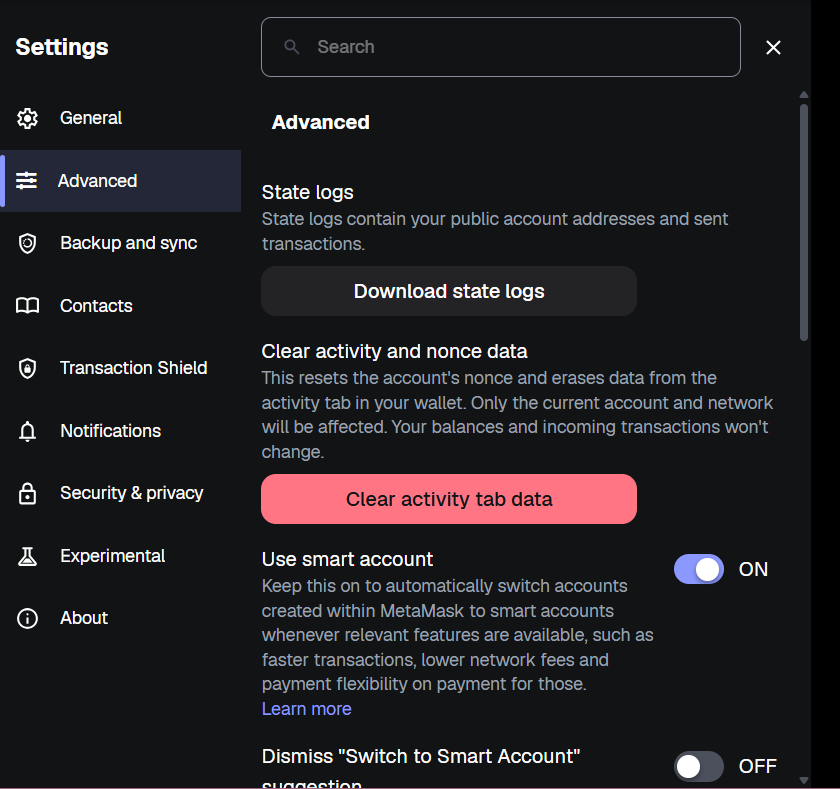 Settings
Search
General
Advanced
Backup and sync
Contacts
Transaction Shield
Notifications
Security & privacy
Experimental
About
Advanced
State logs
State logs contain your public account addresses and sent
transactions.
Download state logs
Clear activity and nonce data
This resets the account's nonce and erases data from the
activity tab in your wallet. Only the current account and network
will be affected. Your balances and incoming transactions won't
change.
Clear activity tab data
Use smart account
ON
Keep this on to automatically switch accounts
created within MetaMask to smart accounts
whenever relevant features are available, such as
faster transactions, lower network fees and
payment flexibility on payment for those.
Learn more
Dismiss "Switch to Smart Account"
suggestion
OFF